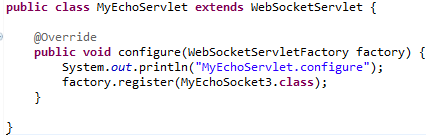 public class MyEchoServlet extends WebSocketServlet {
@Override
public void configure(WebSocketServletFactory factory) {
System.out.println("MyEchoServlet.configure");
factory.register(MyEchoSocket3.class);
}
}